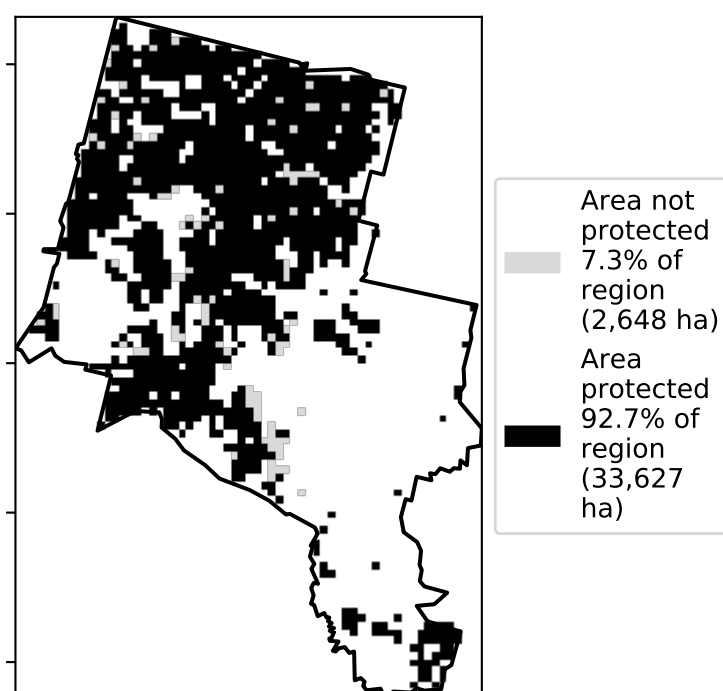 Area not
protected
7.3% of
region
(2,648 ha)
Area
protected
92.7% of
region
(33,627
ha)